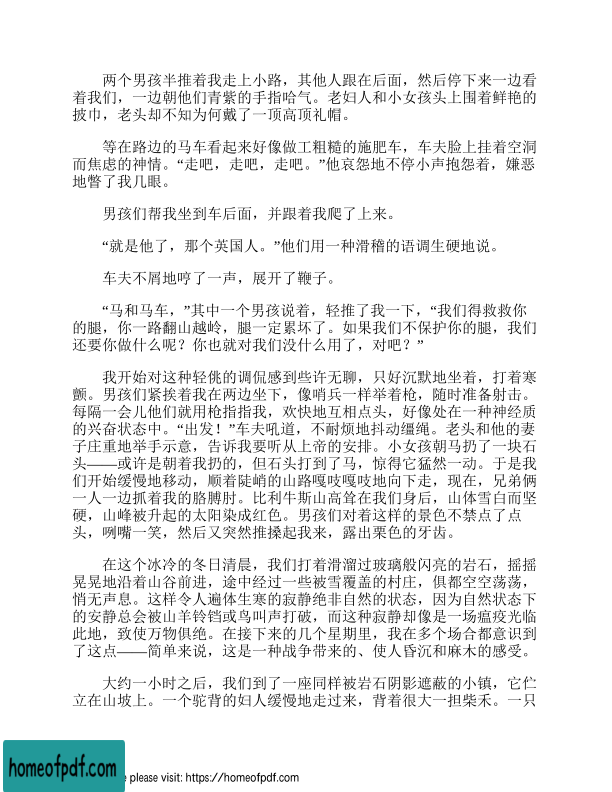 两个男孩半推着我走上小路，其他人跟在后面，然后停下来一边看
着我们，一边朝他们青紫的手指哈气。老妇人和小女孩头上围着鲜艳的
披巾，老头却不知为何戴了一顶高顶礼帽。
等在路边的马车看起来好像做工粗糙的施肥车，车夫脸上挂着空洞
而焦虑的神情。“走吧，走吧，走吧。”他哀怨地不停小声抱怨着，嫌恶
地瞥了我几眼。
男孩们帮我坐到车后面，并跟着我爬了上来。
“就是他了，那个英国人。”他们用一种滑稽的语调生硬地说。
车夫不屑地哼了一声，展开了鞭子。
“马和马车，”其中一个男孩说着，轻推了我一下，“我们得救救你
的腿，你一路翻山越岭，腿一定累坏了。如果我们不保护你的腿，我们
还要你做什么呢？你也就对我们没什么用了，对吧？”
我开始对这种轻佻的调侃感到些许无聊，只好沉默地坐着，打着寒
颤。男孩们紧挨着我在两边坐下，像哨兵一样举着枪，随时准备射击。
每隔一会儿他们就用枪指指我，欢快地互相点头，好像处在一种神经质
的兴奋状态中。“出发！”车夫吼道，不耐烦地抖动缰绳。老头和他的妻
子庄重地举手示意，告诉我要听从上帝的安排。小女孩朝马扔了一块石
头——或许是朝着我扔的，但石头打到了马，惊得它猛然一动。于是我
们开始缓慢地移动，顺着陡峭的山路嘎吱嘎吱地向下走，现在，兄弟俩
一人一边抓着我的胳膊肘。比利牛斯山高耸在我们身后，山体雪白而坚
硬，山峰被升起的太阳染成红色。男孩们对着这样的景色不禁点了点
头，咧嘴一笑，然后又突然推搡起我来，露出栗色的牙齿。
在这个冰冷的冬日清晨，我们打着滑溜过玻璃般闪亮的岩石，摇摇
晃晃地沿着山谷前进，途中经过一些被雪覆盖的村庄，俱都空空荡荡，
悄无声息。这样令人遍体生寒的寂静绝非自然的状态，因为自然状态下
的安静总会被山羊铃铛或鸟叫声打破，而这种寂静却像是一场瘟疫光临
此地，致使万物俱绝。在接下来的几个星期里，我在多个场合都意识到
了这点——简单来说，这是一种战争带来的、使人昏沉和麻木的感受。
大约一小时之后，我们到了一座同样被岩石阴影遮蔽的小镇，它伫
立在山坡上。一个驼背的妇人缓慢地走过来，背着很大一担柴禾。一只
homeofpdf.com
e please visit: https://homeofpdf.com